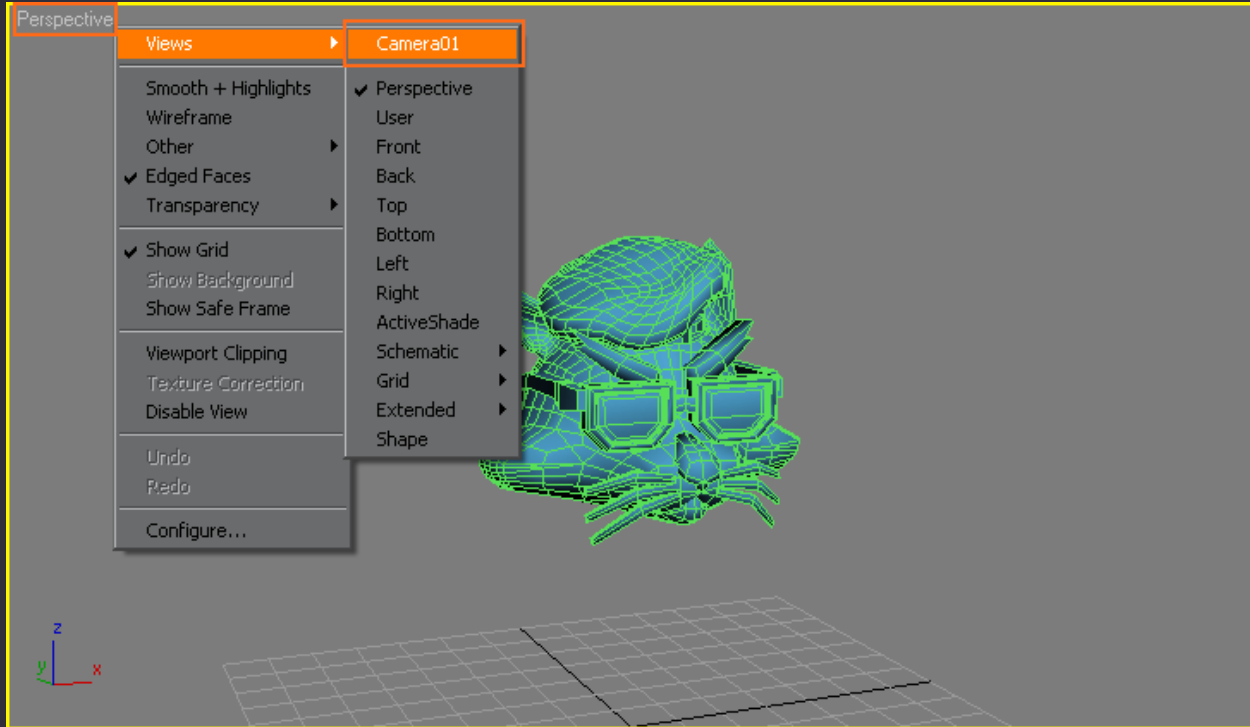 Perspective
Views
Smooth + Highlights
Wireframe
Other
Edged Faces
Transparency
Show Grid
Show Background
Show Safe Frame
Viewport Clipping
Texture Correction
Disable View
Undo
Redo
Configure...
Camera01
Perspective
User
Front
Back
Top
Bottom
Left
Right
ActiveShade
Schematic
Grid
Extended
Shape
z
y
x